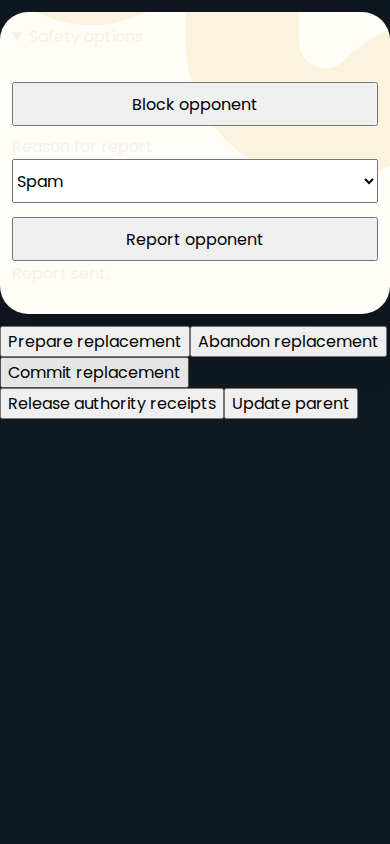 Safety options
Block opponent
Reason for report
Spam
Report opponent
Report sent.
Prepare replacement Abandon replacement
Commit replacement
Release authority receipts Update parent